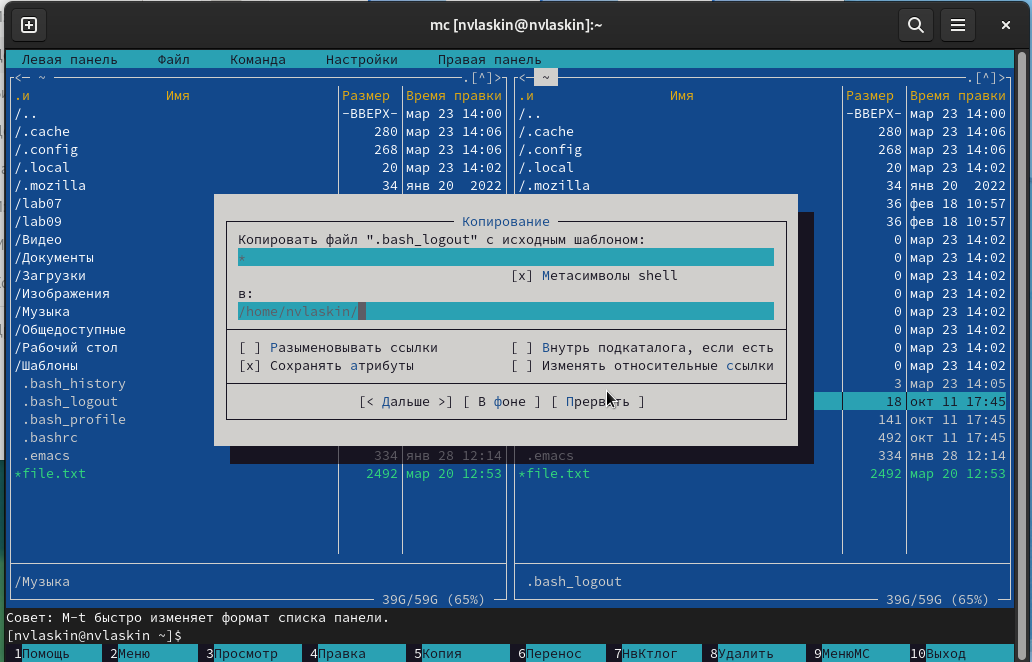 mc [nvlaskin@nvlaskin]:~
Левая панель Файл Команда Настройки Правая панель
<─ ~ .[^]> <─ ~ .[^]>
.и Имя Размер Время правки .и Имя Размер Время правки
/.. -ВВЕРХ- мар 23 14:00 /.. -ВВЕРХ- мар 23 14:00
/.cache 280 мар 23 14:06 /.cache 280 мар 23 14:06
/.config 268 мар 23 14:06 /.config 268 мар 23 14:06
/.local 20 мар 23 14:02 /.local 20 мар 23 14:02
/.mozilla 34 янв 20 2022 /.mozilla 34 янв 20 2022
/lab07 36 фев 18 10:57
/lab09 36 фев 18 10:57
/Видео 0 мар 23 14:02
/Документы 0 мар 23 14:02
/Загрузки 0 мар 23 14:02
/Изображения 0 мар 23 14:02
/Музыка 0 мар 23 14:02
/Общедоступные 0 мар 23 14:02
/Рабочий стол 0 мар 23 14:02
/Шаблоны 0 мар 23 14:02
.bash_history 3 мар 23 14:05
.bash_logout 18 окт 11 17:45
.bash_profile 141 окт 11 17:45
.bashrc 492 окт 11 17:45
.emacs 334 янв 28 12:14 .emacs 334 янв 28 12:14
*file.txt 2492 мар 20 12:53 *file.txt 2492 мар 20 12:53
Копирование
Копировать файл ".bash_logout" с исходным шаблоном:
*
[x] Метасимволы shell
в:
/home/nvlaskin/
[ ] Разыменовывать ссылки [ ] Внутрь подкаталога, если есть
[x] Сохранять атрибуты [ ] Изменять относительные ссылки
[< Дальше >] [ В фоне ] [ Прервать ]
/Музыка .bash_logout
39G/59G (65%) 39G/59G (65%)
Совет: M-t быстро изменяет формат списка панели.
[nvlaskin@nvlaskin ~]$
1Помощь 2Меню 3Просмотр 4Правка 5Копия 6Перенос 7НвКтлог 8Удалить 9МенюМС 10Выход